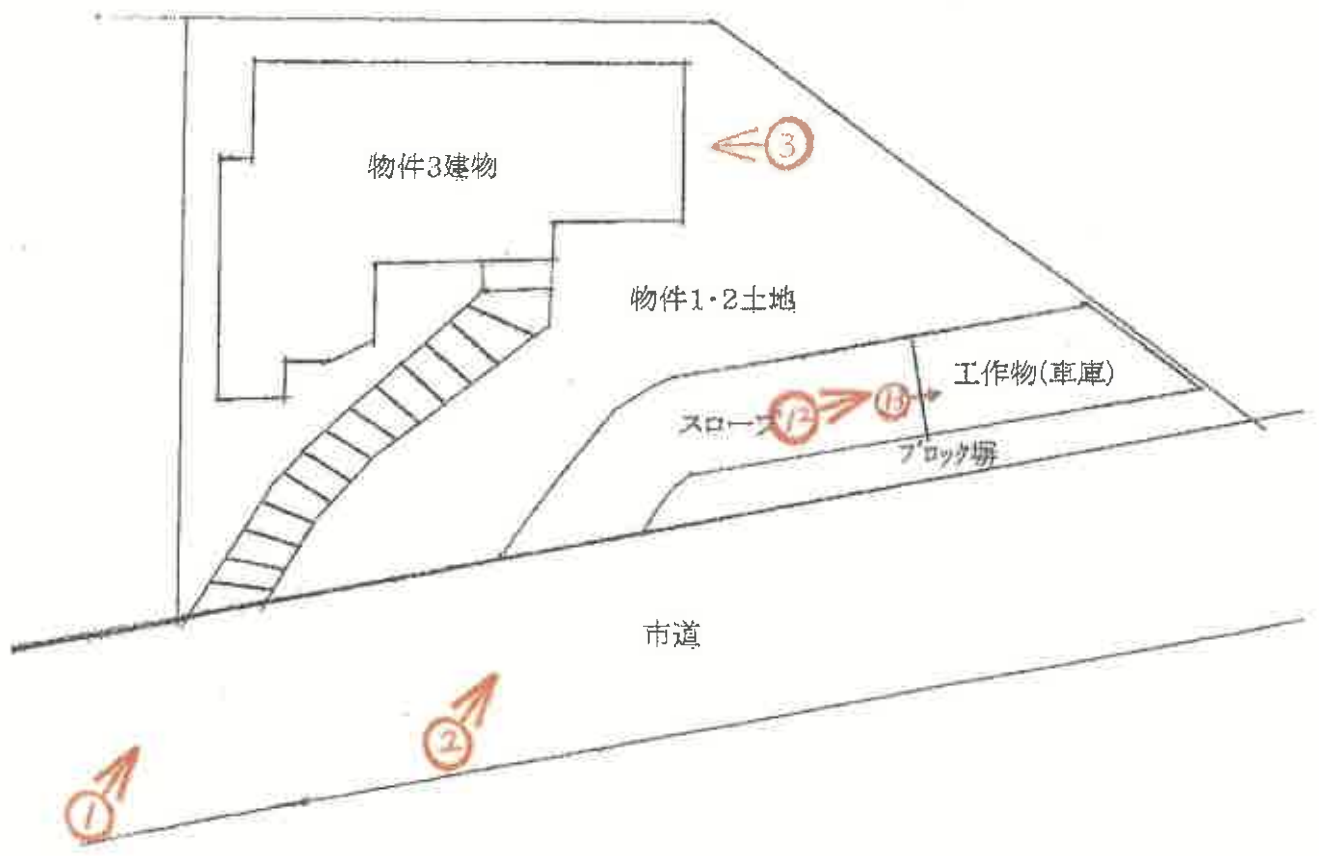 物件3建物
③
物件1・2土地
工作物(車庫)
スロープ
⑫
⑬
ブロック塀
市道
②
①